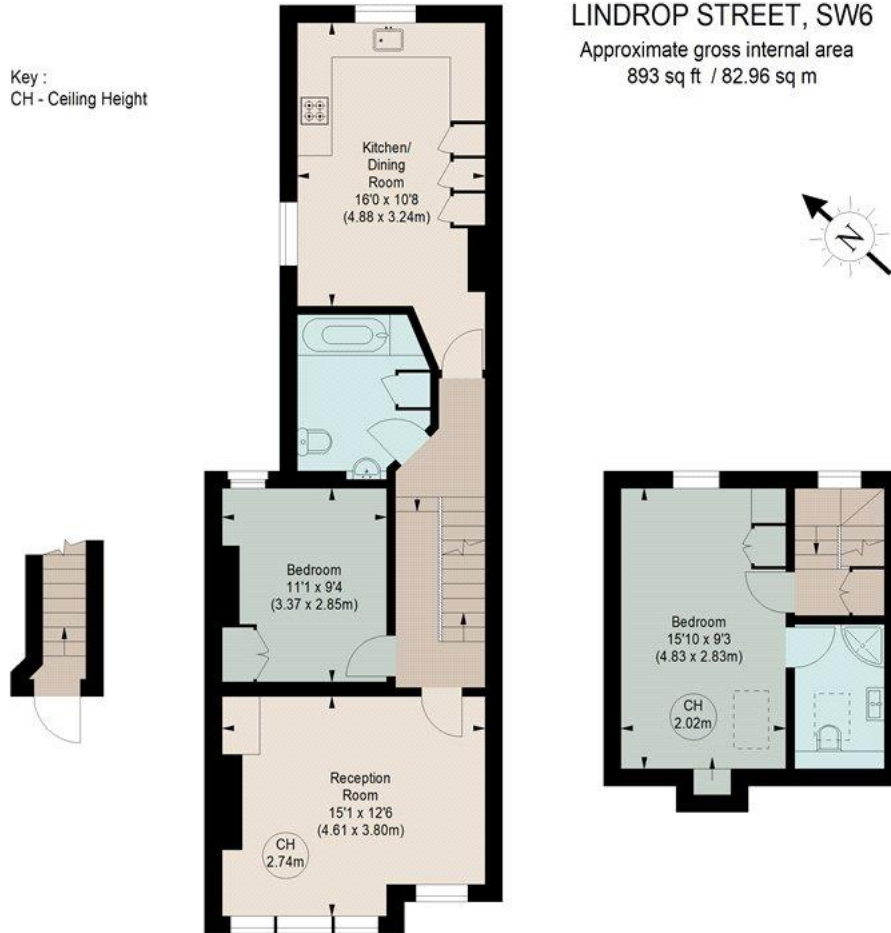 LINDROP STREET, SW6
Approximate gross internal area
893 sq ft / 82.96 sq m
Key :
CH - Ceiling Height
Kitchen/
Dining
Room
16'0 x 10'8
(4.88 x 3.24m)
N
Bedroom
11'1 x 9'4
(3.37 x 2.85m)
Bedroom
15'10 x 9'3
(4.83 x 2.83m)
CH
2.02m
Reception
Room
15'1 x 12'6
(4.61 x 3.80m)
CH
2.74m